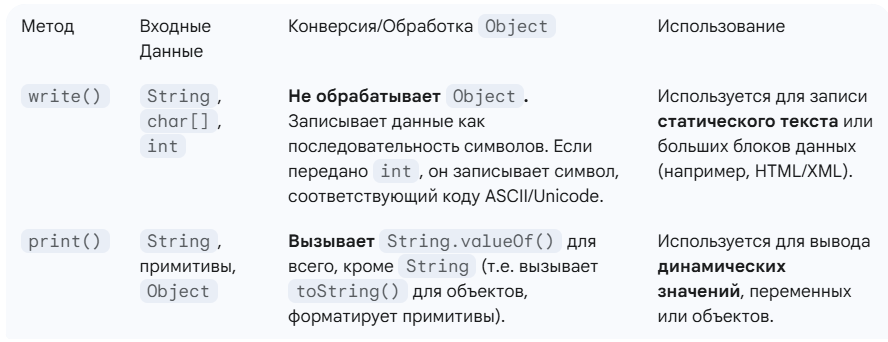 Метод Входные Данные Конверсия/Обработка Object Использование
write() String, char[], int Не обрабатывает Object. Записывает данные как последовательность символов. Если передано int, он записывает символ, соответствующий коду ASCII/Unicode. Используется для записи статического текста или больших блоков данных (например, HTML/XML).
print() String, примитивы, Object Вызывает String.valueOf() для всего, кроме String (т.е. вызывает toString() для объектов, форматирует примитивы). Используется для вывода динамических значений, переменных или объектов.